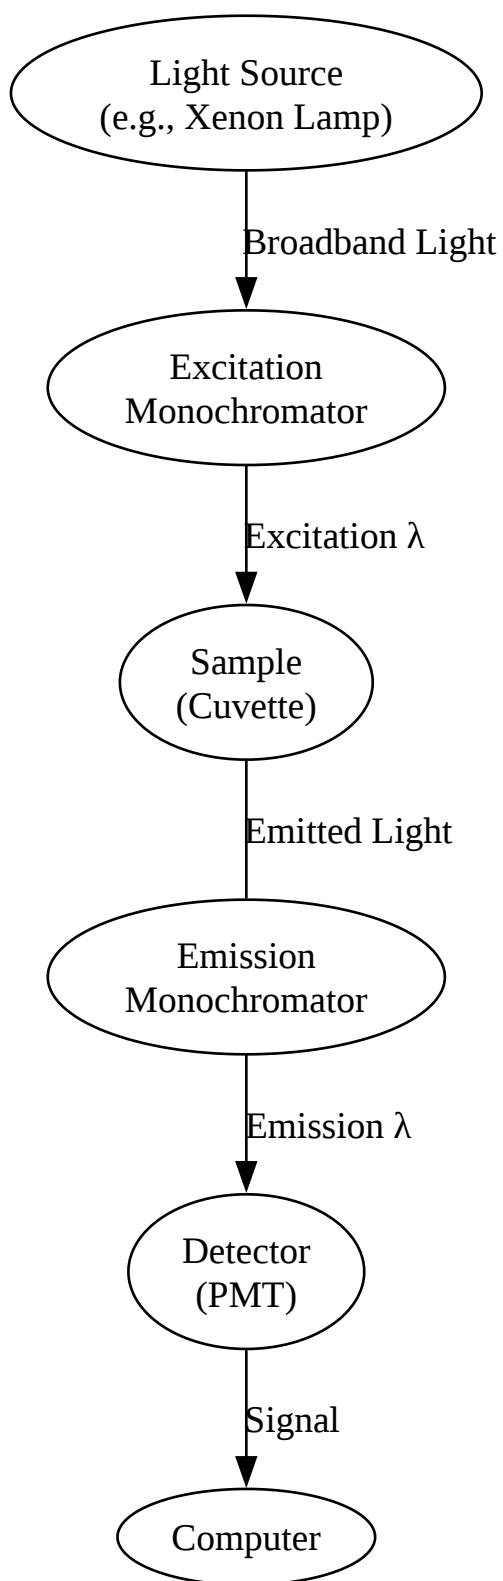 Light Source
(e.g., Xenon Lamp)
Broadband Light
Excitation
Monochromator
Excitation λ
Sample
(Cuvette)
Emitted Light
Emission
Monochromator
Emission λ
Detector
(PMT)
Signal
Computer